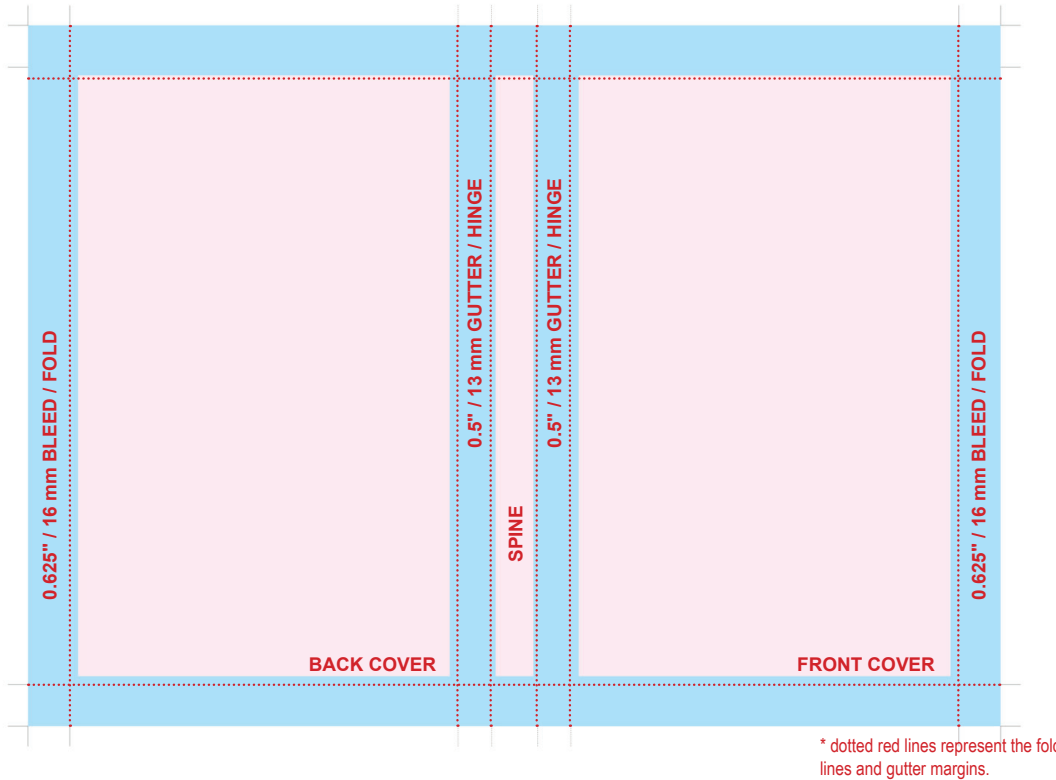 0.625" / 16 mm BLEED / FOLD
BACK COVER
0.5" / 13 mm GUTTER / HINGE
SPINE
0.5" / 13 mm GUTTER / HINGE
FRONT COVER
0.625" / 16 mm BLEED / FOLD
* dotted red lines represent the fold
lines and gutter margins.